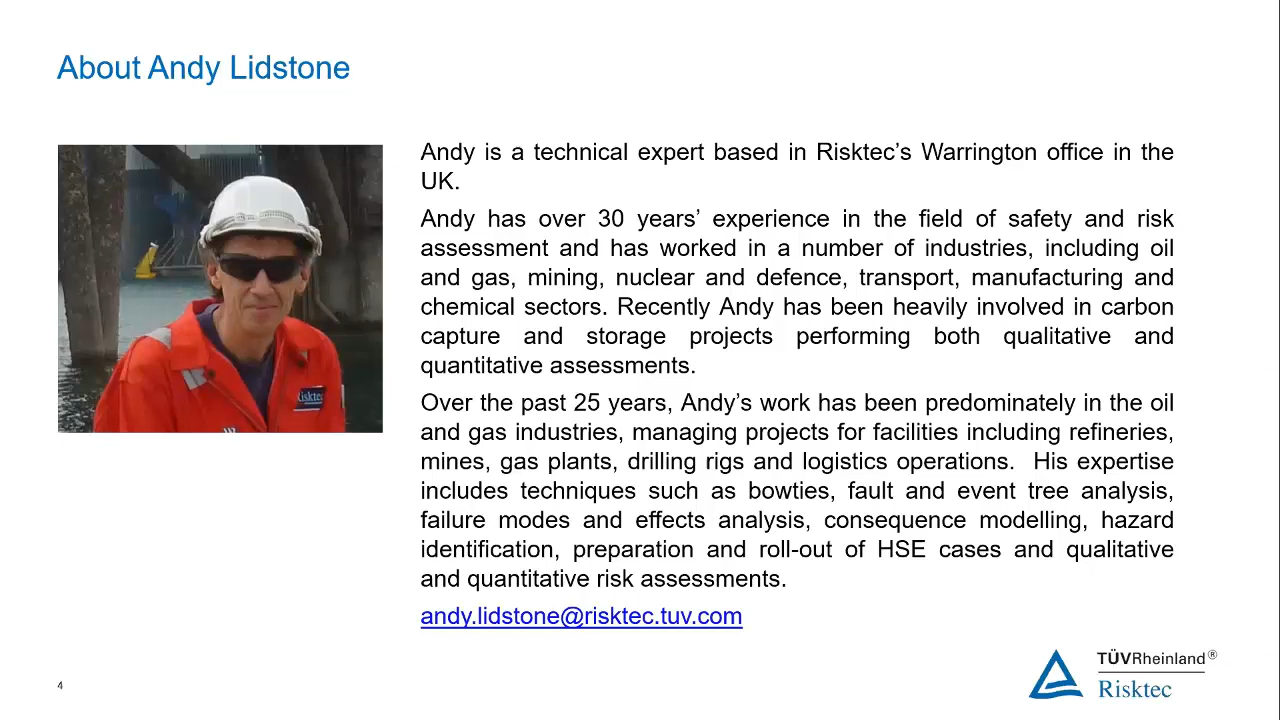 About Andy Lidstone
Andy is a technical expert based in Risktec’s Warrington office in the
UK.
Andy has over 30 years’ experience in the field of safety and risk
assessment and has worked in a number of industries, including oil
and gas, mining, nuclear and defence, transport, manufacturing and
chemical sectors. Recently Andy has been heavily involved in carbon
capture and storage projects performing both qualitative and
quantitative assessments.
Over the past 25 years, Andy’s work has been predominately in the oil
and gas industries, managing projects for facilities including refineries,
mines, gas plants, drilling rigs and logistics operations.  His expertise
includes techniques such as bowties, fault and event tree analysis,
failure modes and effects analysis, consequence modelling, hazard
identification, preparation and roll-out of HSE cases and qualitative
and quantitative risk assessments.
andy.lidstone@risktec.tuv.com
Risktec
4
TÜVRheinland®
Risktec